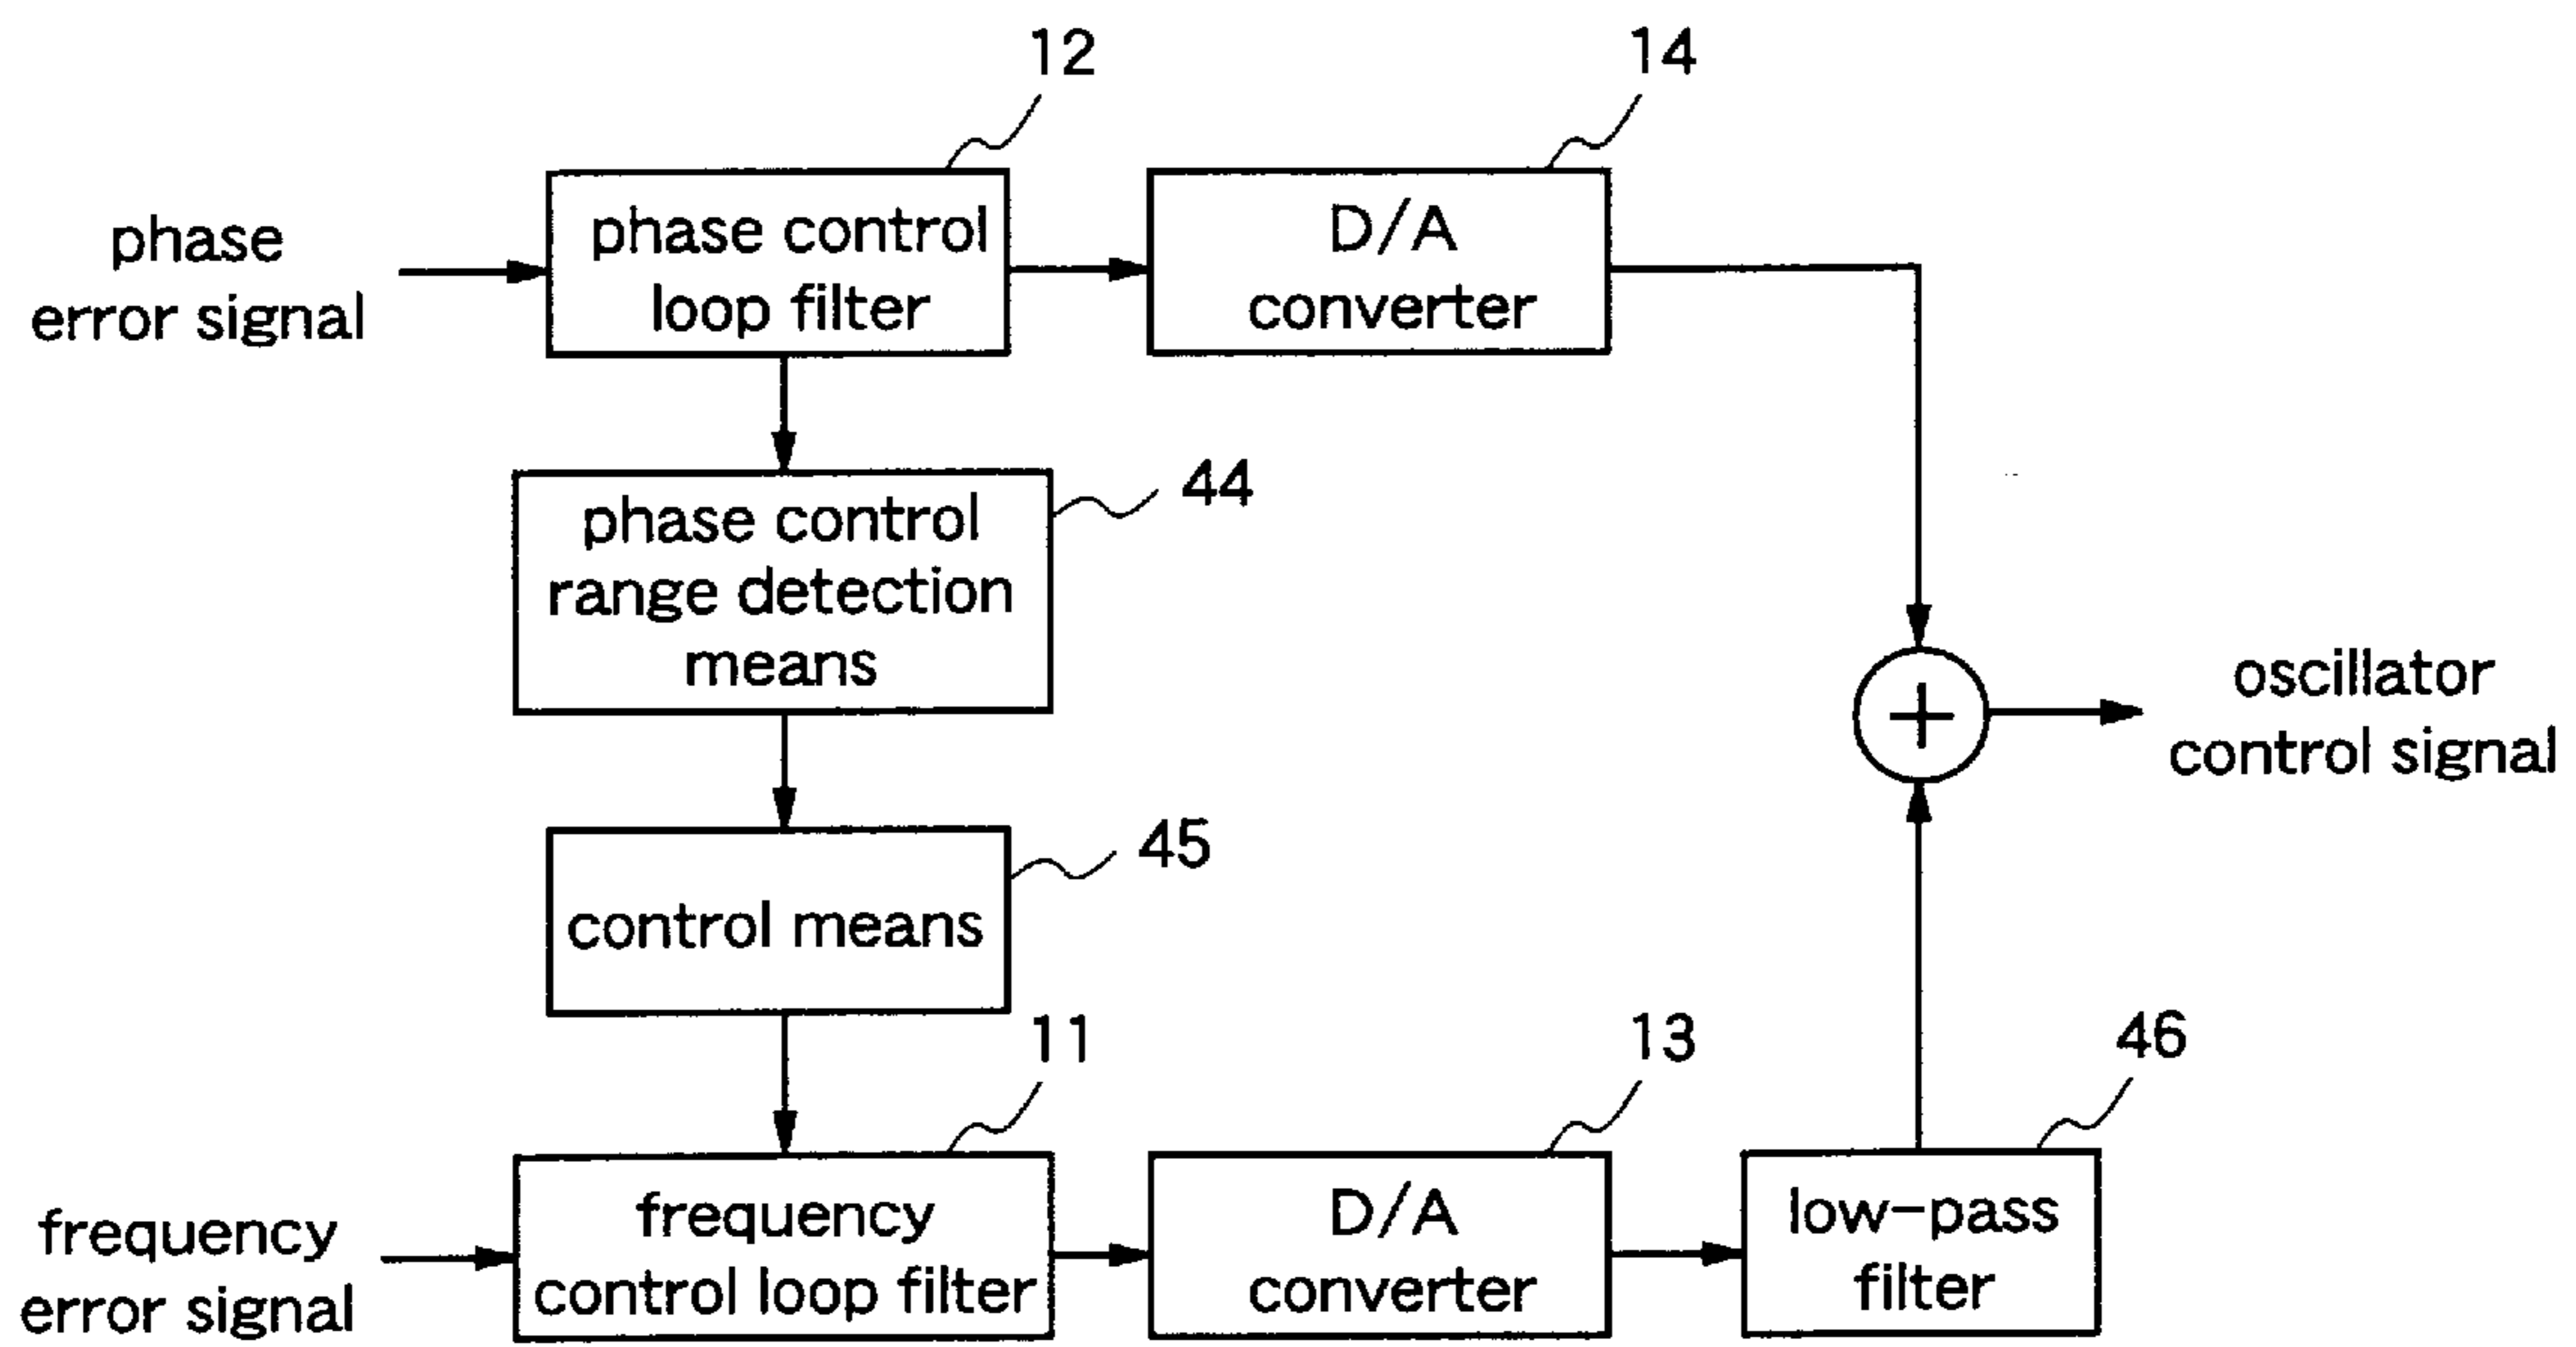 12
14
phase
error signal
phase control
loop filter
D/A
converter
44
phase control
range detection
means
oscillator
control signal
+
45
control means
11
13
46
frequency
error signal
frequency
control loop filter
D/A
converter
low-pass
filter